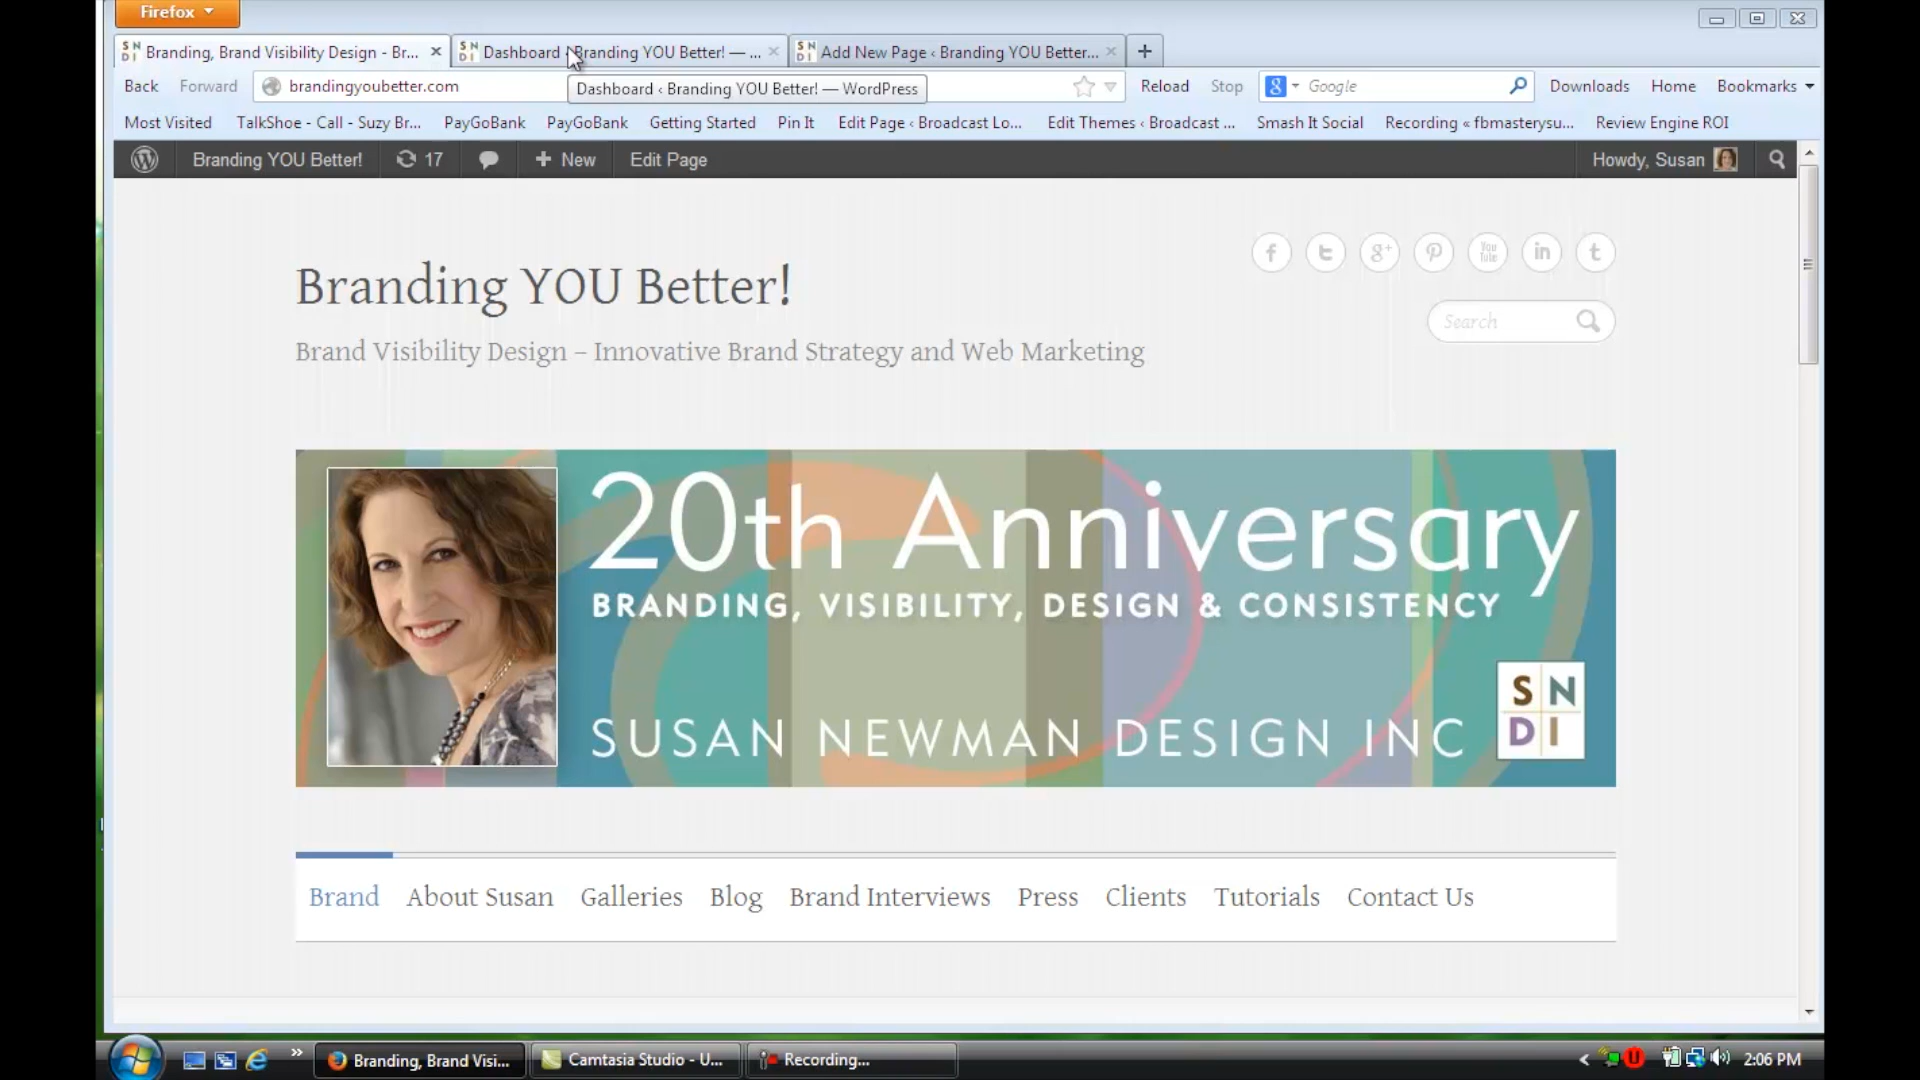 Firefox
Branding, Brand Visibility Design - Br...
Dashboard ‹ Branding YOU Better! — ...
Add New Page ‹ Branding YOU Better...
Back Forward brandingyoubetter.com Reload Stop Google Downloads Home Bookmarks
Dashboard ‹ Branding YOU Better! — WordPress
Most Visited TalkShoe - Call - Suzy Br... PayGoBank PayGoBank Getting Started Pin It Edit Page ‹ Broadcast Lo... Edit Themes ‹ Broadcast ... Smash It Social Recording « fbmasterysu... Review Engine ROI
Branding YOU Better! 17 New Edit Page Howdy, Susan
Branding YOU Better!
Search
Brand Visibility Design – Innovative Brand Strategy and Web Marketing
20th Anniversary
BRANDING, VISIBILITY, DESIGN & CONSISTENCY
SUSAN NEWMAN DESIGN INC
S N
D I
Brand About Susan Galleries Blog Brand Interviews Press Clients Tutorials Contact Us
Branding, Brand Visi... Camtasia Studio - U... Recording... 2:06 PM